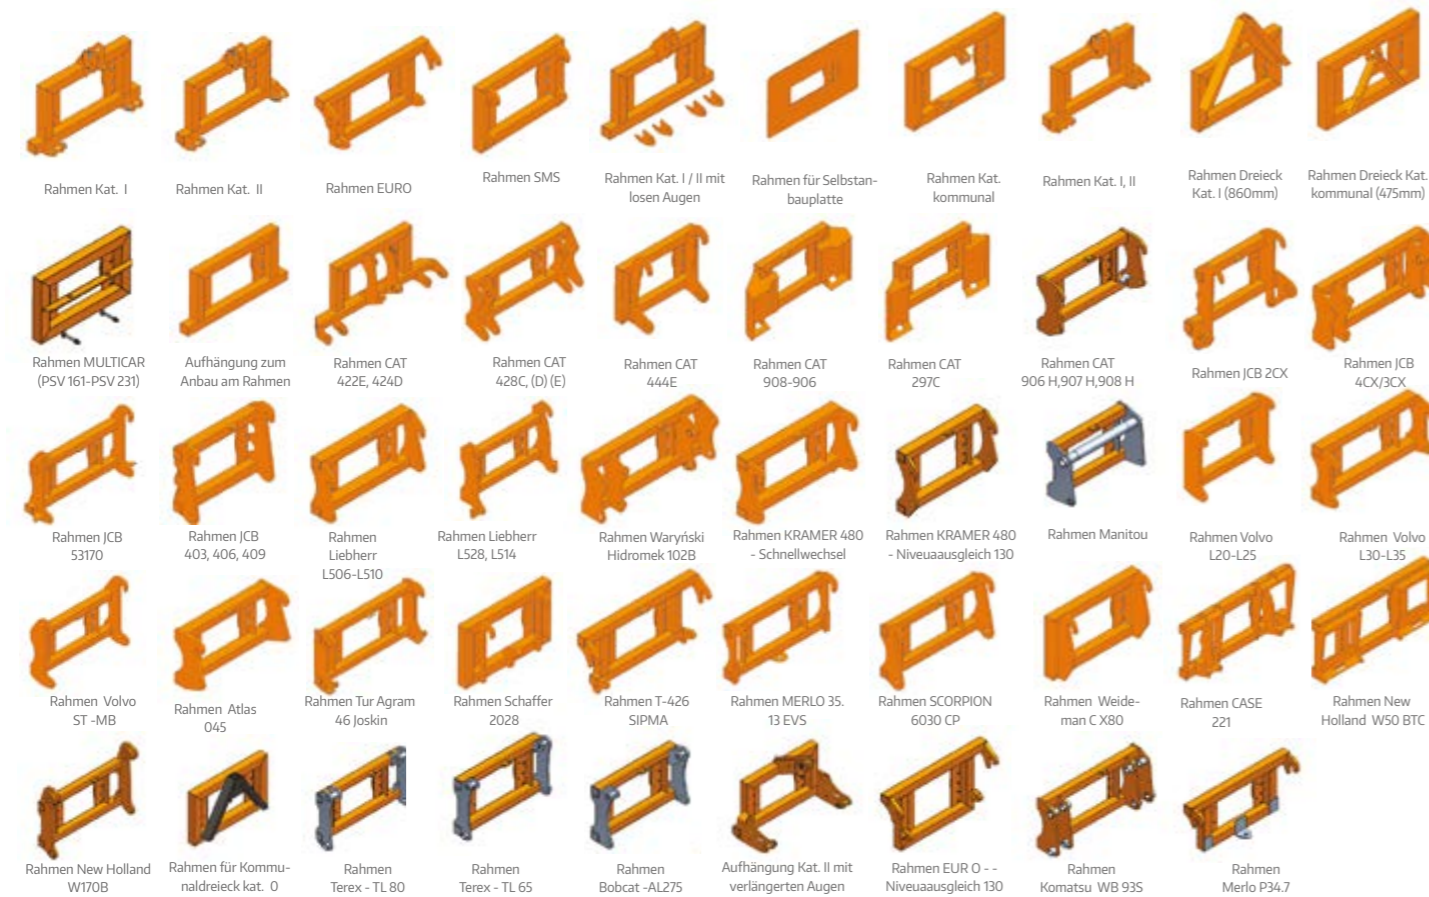 Rahmen Kat. I
Rahmen Kat. II
Rahmen EURO
Rahmen SMS
Rahmen Kat. I / II mit
losen Augen
Rahmen für Selbstan-
bauplatte
Rahmen Kat.
kommunal
Rahmen Kat. I, II
Rahmen Dreieck
Kat. I (860mm)
Rahmen Dreieck Kat.
kommunal (475mm)
Rahmen MULTICAR
(PSV 161-PSV 231)
Aufhängung zum
Anbau am Rahmen
Rahmen CAT
422E, 424D
Rahmen CAT
428C, (D) (E)
Rahmen CAT
444E
Rahmen CAT
908-906
Rahmen CAT
297C
Rahmen CAT
906 H,907 H,908 H
Rahmen JCB 2CX
Rahmen JCB
4CX/3CX
Rahmen JCB
53170
Rahmen JCB
403, 406, 409
Rahmen
Liebherr
L506-L510
Rahmen Liebherr
L528, L514
Rahmen Waryński
Hidromek 102B
Rahmen KRAMER 480
- Schnellwechsel
Rahmen KRAMER 480
- Niveuaausgleich 130
Rahmen Manitou
Rahmen Volvo
L20-L25
Rahmen Volvo
L30-L35
Rahmen Volvo
ST -MB
Rahmen Atlas
045
Rahmen Tur Agram
46 Joskin
Rahmen Schaffer
2028
Rahmen T-426
SIPMA
Rahmen MERLO 35.
13 EVS
Rahmen SCORPION
6030 CP
Rahmen Weide-
man C X80
Rahmen CASE
221
Rahmen New
Holland W50 BTC
Rahmen New Holland
W170B
Rahmen für Kommu-
naldreieck kat. 0
Rahmen
Terex - TL 80
Rahmen
Terex - TL 65
Rahmen
Bobcat -AL275
Aufhängung Kat. II mit
verlängerten Augen
Rahmen EUR O - -
Niveuaausgleich 130
Rahmen
Komatsu WB 93S
Rahmen
Merlo P34.7